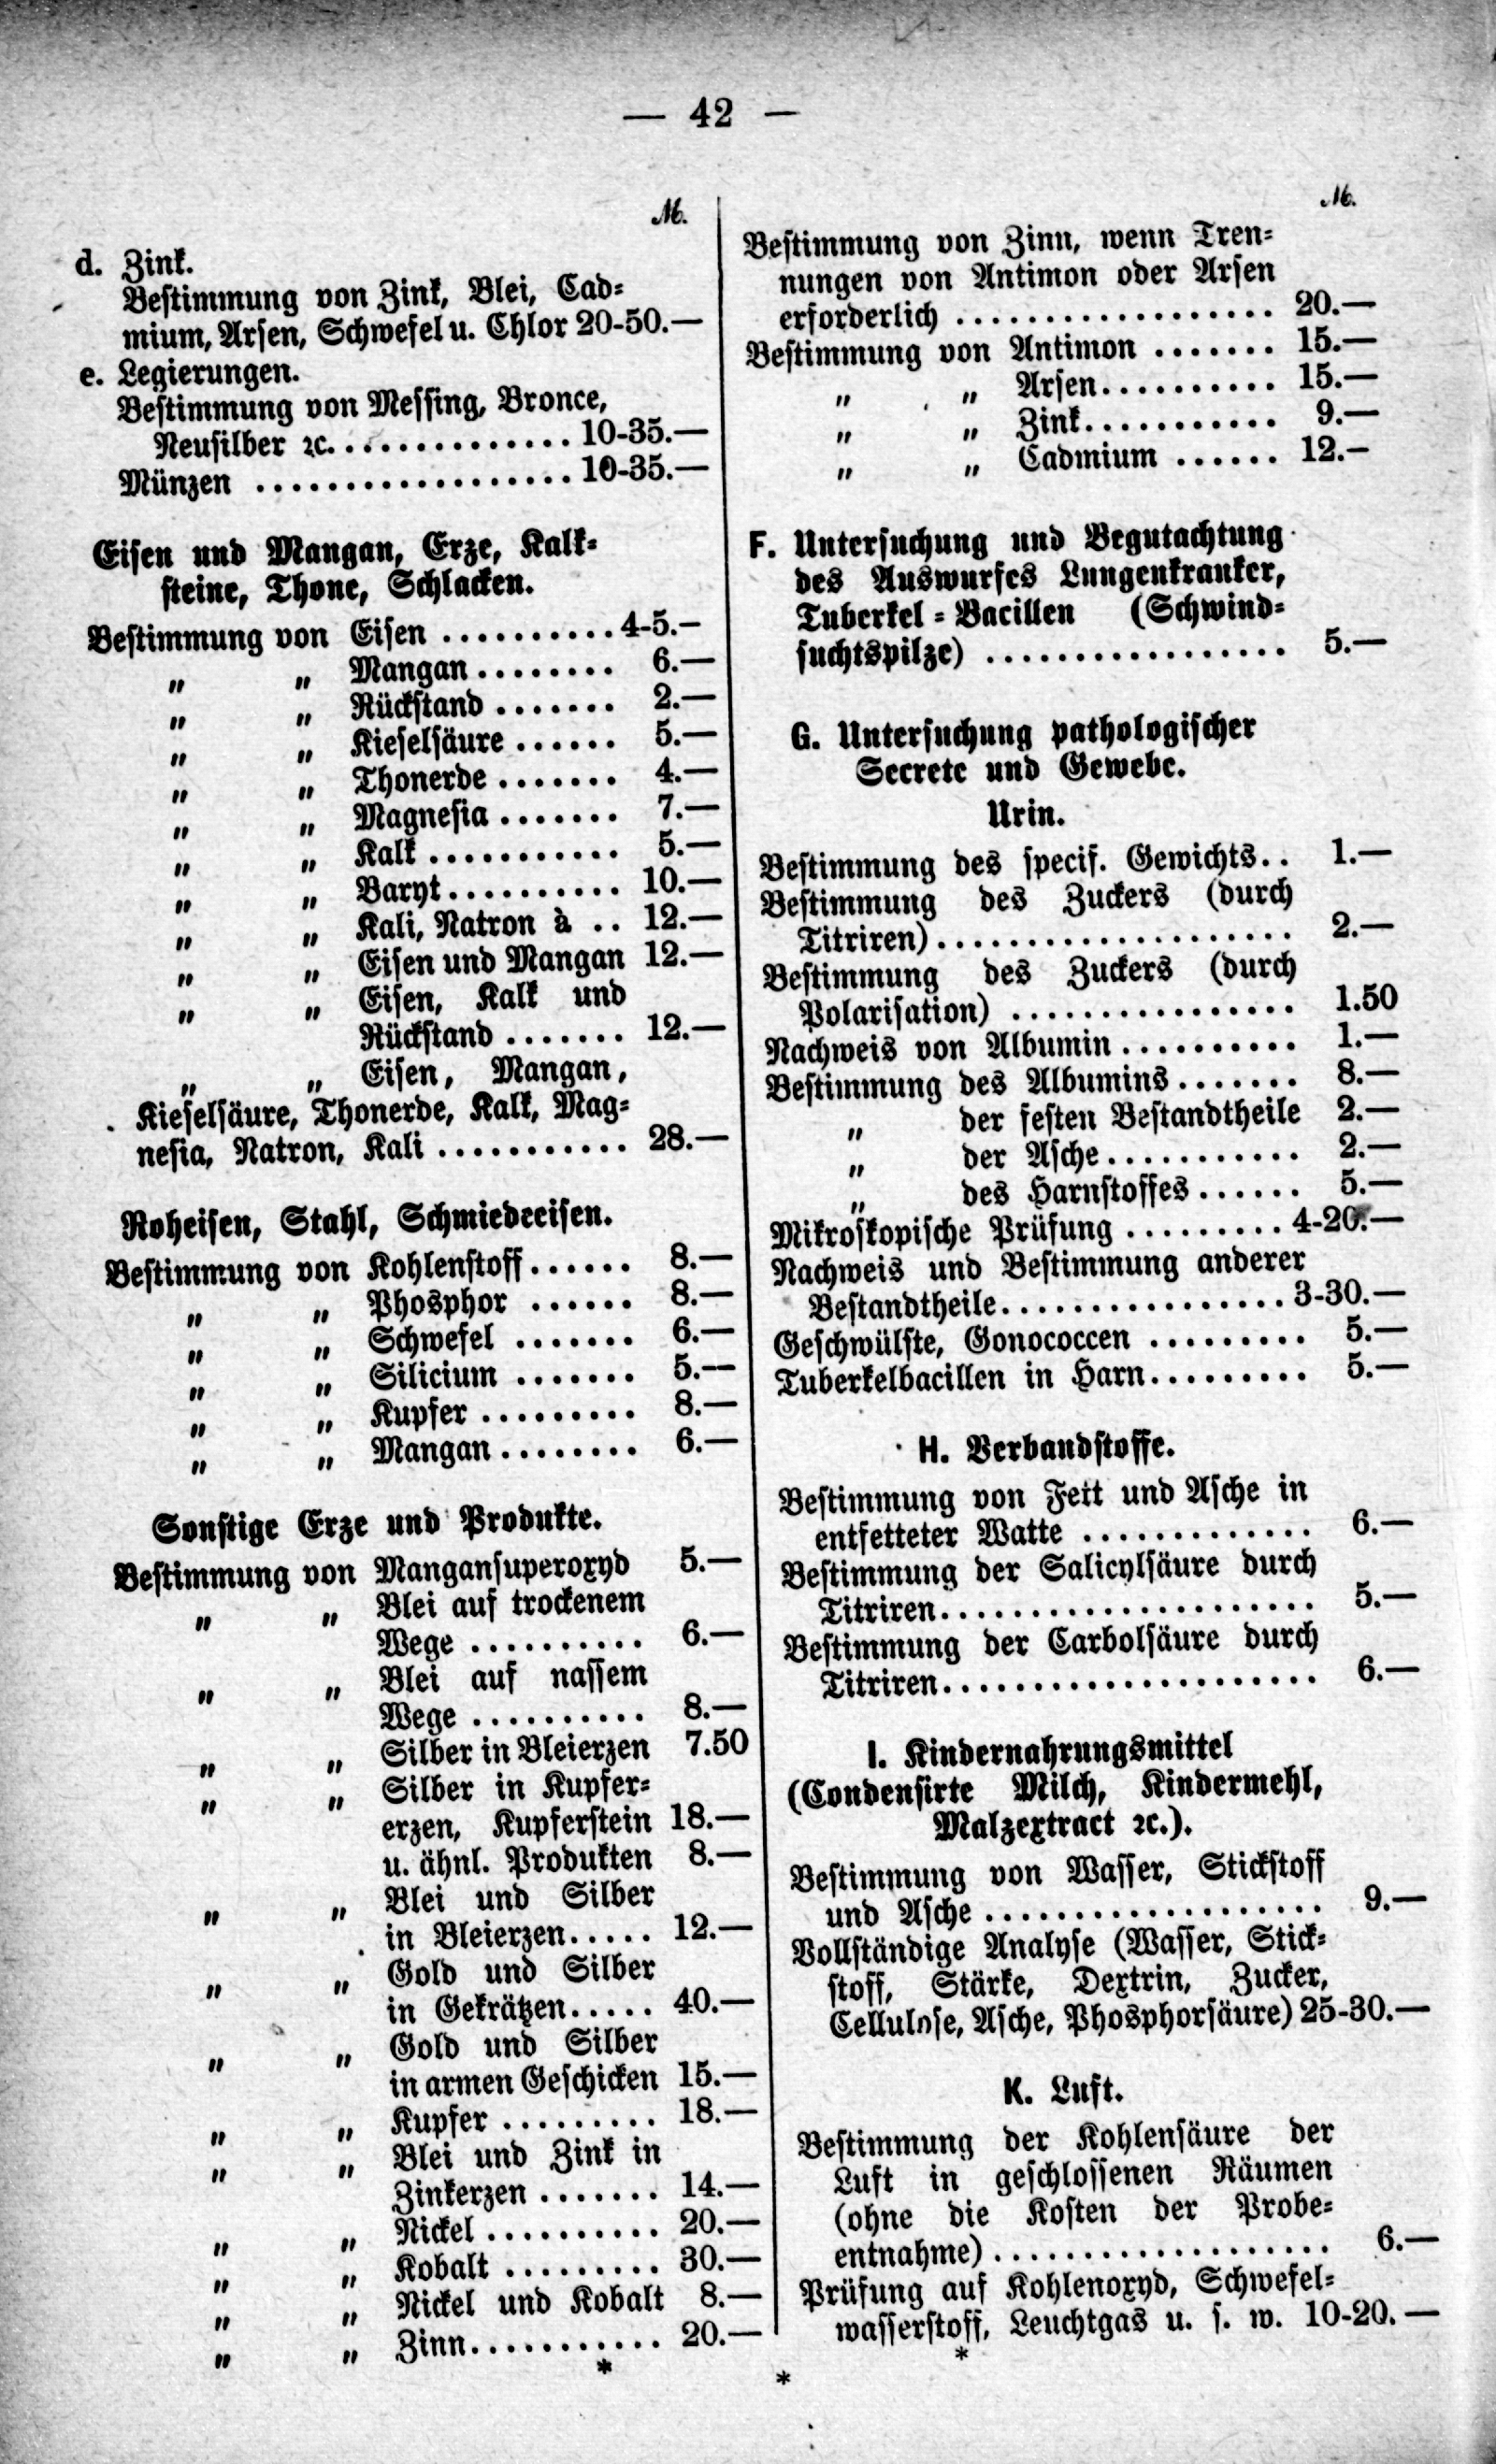 — 42 —
ℳ.
d. Zink.
Bestimmung von Zink, Blei, Cad-
mium, Arsen, Schwefel u. Chlor 20-50.—
e. Legierungen.
Bestimmung von Messing, Bronce,
Neusilber ꝛc. .............. 10-35.—
Münzen .................. 10-35.—
Eisen und Mangan, Erze, Kalk-
steine, Thone, Schlacken.
Bestimmung von Eisen .......... 4-5.—
„ „ Mangan ........ 6.—
„ „ Rückstand ....... 2.—
„ „ Kieselsäure ...... 5.—
„ „ Thonerde ....... 4.—
„ „ Magnesia ....... 7.—
„ „ Kalk ........... 5.—
„ „ Baryt .......... 10.—
„ „ Kali, Natron à .. 12.—
„ „ Eisen und Mangan 12.—
„ „ Eisen, Kalk und
Rückstand ....... 12.—
„ „ Eisen, Mangan,
Kieselsäure, Thonerde, Kalk, Mag-
nesia, Natron, Kali ........... 28.—
Roheisen, Stahl, Schmiedeeisen.
Bestimmung von Kohlenstoff ...... 8.—
„ „ Phosphor ...... 8.—
„ „ Schwefel ....... 6.—
„ „ Silicium ....... 5.—
„ „ Kupfer ......... 8.—
„ „ Mangan ........ 6.—
Sonstige Erze und Produkte.
Bestimmung von Mangansuperoxyd 5.—
„ „ Blei auf trockenem
Wege .......... 6.—
„ „ Blei auf nassem
Wege .......... 8.—
„ „ Silber in Bleierzen 7.50
„ „ Silber in Kupfer-
erzen, Kupferstein 18.—
u. ähnl. Produkten 8.—
„ „ Blei und Silber
in Bleierzen ..... 12.—
„ „ Gold und Silber
in Gekrätzen ..... 40.—
„ „ Gold und Silber
in armen Geschicken 15.—
„ „ Kupfer ......... 18.—
„ „ Blei und Zink in
Zinkerzen ....... 14.—
„ „ Nickel .......... 20.—
„ „ Kobalt ......... 30.—
„ „ Nickel und Kobalt 8.—
„ „ Zinn ........... 20.—
ℳ.
Bestimmung von Zinn, wenn Tren-
nungen von Antimon oder Arsen
erforderlich .................. 20.—
Bestimmung von Antimon ....... 15.—
„ „ Arsen .......... 15.—
„ „ Zink ........... 9.—
„ „ Cadmium ...... 12.—
F. Untersuchung und Begutachtung
des Auswurfes Lungenkranker,
Tuberkel-Bacillen (Schwind-
suchtspilze) ................. 5.—
G. Untersuchung pathologischer
Secrete und Gewebe.
Urin.
Bestimmung des specif. Gewichts .. 1.—
Bestimmung des Zuckers (durch
Titriren) .................... 2.—
Bestimmung des Zuckers (durch
Polarisation) ................ 1.50
Nachweis von Albumin .......... 1.—
Bestimmung des Albumins ....... 8.—
„ der festen Bestandtheile 2.—
„ der Asche ........... 2.—
„ des Harnstoffes ...... 5.—
Mikroskopische Prüfung ......... 4-20.—
Nachweis und Bestimmung anderer
Bestandtheile ................ 3-30.—
Geschwülste, Gonococcen ......... 5.—
Tuberkelbacillen in Harn ......... 5.—
H. Verbandstoffe.
Bestimmung von Fett und Asche in
entfetteter Watte ............. 6.—
Bestimmung der Salicylsäure durch
Titriren ..................... 5.—
Bestimmung der Carbolsäure durch
Titriren ..................... 6.—
I. Kindernahrungsmittel
(Condensirte Milch, Kindermehl,
Malzextract ꝛc.).
Bestimmung von Wasser, Stickstoff
und Asche ................... 9.—
Vollständige Analyse (Wasser, Stick-
stoff, Stärke, Dextrin, Zucker,
Cellulose, Asche, Phosphorsäure) 25-30.—
K. Luft.
Bestimmung der Kohlensäure der
Luft in geschlossenen Räumen
(ohne die Kosten der Probe-
entnahme) ................... 6.—
Prüfung auf Kohlenoxyd, Schwefel-
wasserstoff, Leuchtgas u. s. w. 10-20.—
* * *